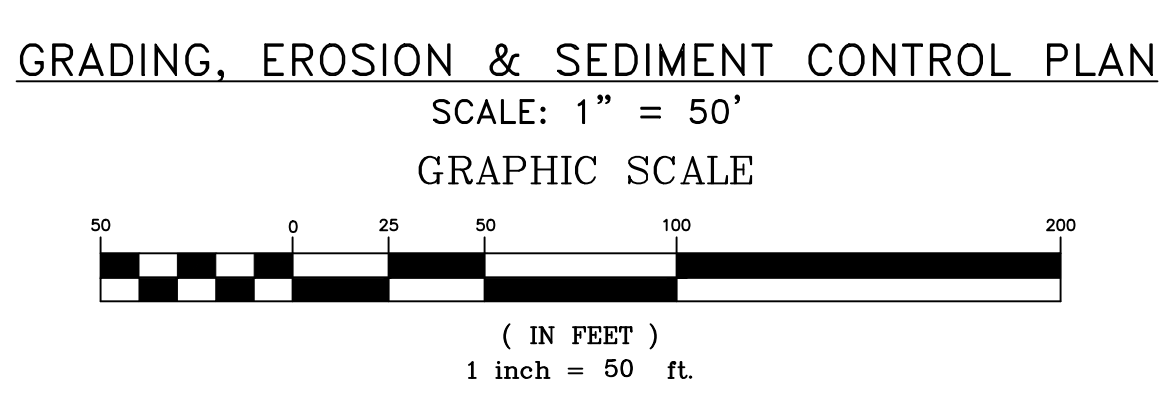 GRADING, EROSION & SEDIMENT CONTROL PLAN
SCALE: 1” = 50’
GRAPHIC SCALE
50 0 25 50 100 200
( IN FEET )
1 inch = 50 ft.